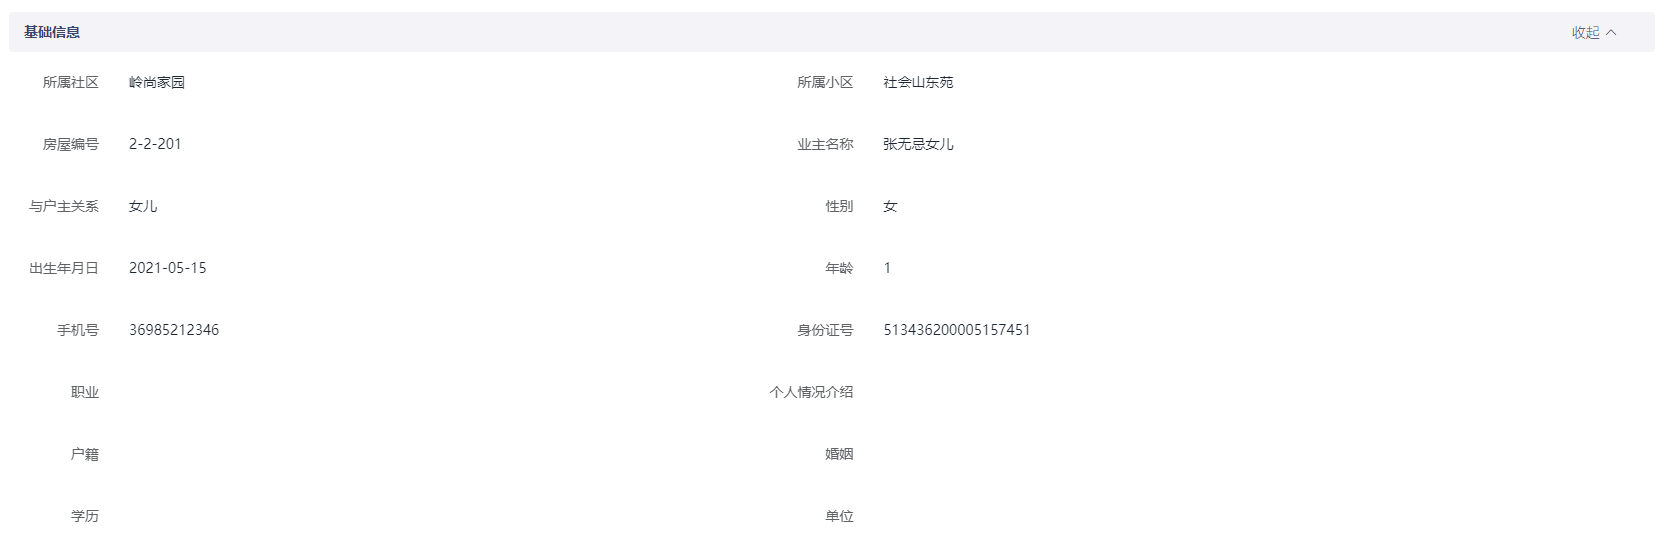 基础信息 收起
所属社区 岭尚家园 所属小区 社会山东苑
房屋编号 2-2-201 业主名称 张无忌女儿
与户主关系 女儿 性别 女
出生年月日 2021-05-15 年龄 1
手机号 36985212346 身份证号 513436200005157451
职业 个人情况介绍
户籍 婚姻
学历 单位